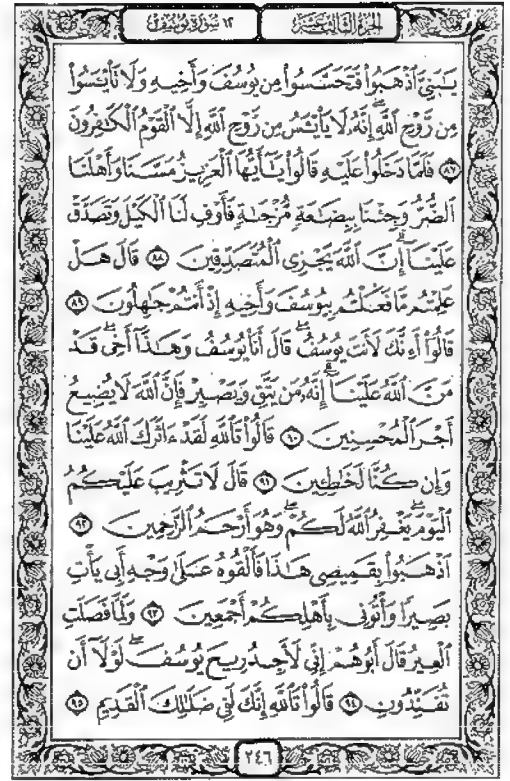 الجزء الثالث عشر
١٢ سورة يوسف
يَٰبَنِىَّ ٱذْهَبُوا۟ فَتَحَسَّسُوا۟ مِن يُوسُفَ وَأَخِيهِ وَلَا تَا۟يْـَٔسُوا۟
مِن رَّوْحِ ٱللَّهِ إِنَّهُۥ لَا يَا۟يْـَٔسُ مِن رَّوْحِ ٱللَّهِ إِلَّا ٱلْقَوْمُ ٱلْكَٰفِرُونَ
٨٧ فَلَمَّا دَخَلُوا۟ عَلَيْهِ قَالُوا۟ يَٰٓأَيُّهَا ٱلْعَزِيزُ مَسَّنَا وَأَهْلَنَا
ٱلضُّرُّ وَجِئْنَا بِبِضَٰعَةٍ مُّزْجَىٰةٍ فَأَوْفِ لَنَا ٱلْكَيْلَ وَتَصَدَّقْ
عَلَيْنَآ إِنَّ ٱللَّهَ يَجْزِى ٱلْمُتَصَدِّقِينَ ٨٨ قَالَ هَلْ
عَلِمْتُم مَّا فَعَلْتُم بِيُوسُفَ وَأَخِيهِ إِذْ أَنتُمْ جَٰهِلُونَ ٨٩
قَالُوٓا۟ أَءِنَّكَ لَأَنتَ يُوسُفُ قَالَ أَنَا۠ يُوسُفُ وَهَٰذَآ أَخِى قَدْ
مَنَّ ٱللَّهُ عَلَيْنَآ إِنَّهُۥ مَن يَتَّقِ وَيَصْبِرْ فَإِنَّ ٱللَّهَ لَا يُضِيعُ
أَجْرَ ٱلْمُحْسِنِينَ ٩٠ قَالُوا۟ تَٱللَّهِ لَقَدْ ءَاثَرَكَ ٱللَّهُ عَلَيْنَا
وَإِن كُنَّا لَخَٰطِـِٔينَ ٩١ قَالَ لَا تَثْرِيبَ عَلَيْكُمُ
ٱلْيَوْمَ يَغْفِرُ ٱللَّهُ لَكُمْ وَهُوَ أَرْحَمُ ٱلرَّٰحِمِينَ ٩٢
ٱذْهَبُوا۟ بِقَمِيصِى هَٰذَا فَأَلْقُوهُ عَلَىٰ وَجْهِ أَبِى يَأْتِ
بَصِيرًا وَأْتُونِى بِأَهْلِكُمْ أَجْمَعِينَ ٩٣ وَلَمَّا فَصَلَتِ
ٱلْعِيرُ قَالَ أَبُوهُمْ إِنِّى لَأَجِدُ رِيحَ يُوسُفَ لَوْلَآ أَن
تُفَنِّدُونِ ٩٤ قَالُوا۟ تَٱللَّهِ إِنَّكَ لَفِى ضَلَٰلِكَ ٱلْقَدِيمِ ٩٥
٢٤٦